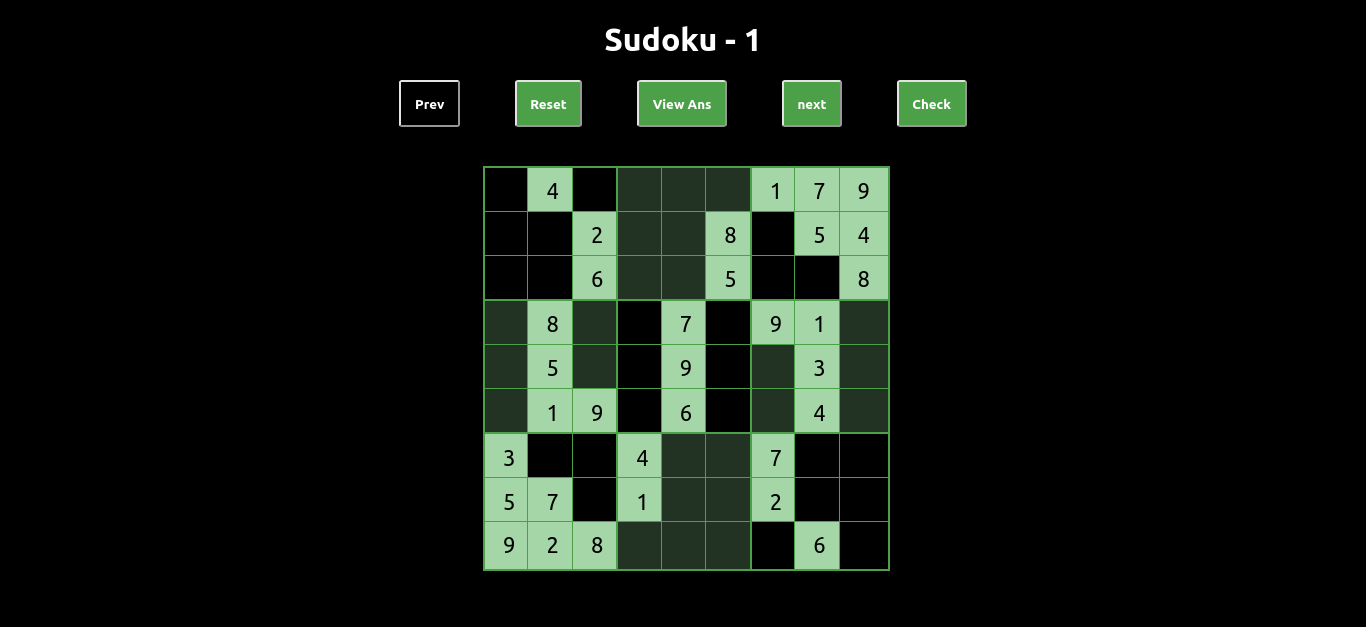 Sudoku - 1
Prev Reset View Ans next Check
4 1 7 9
2 8 5 4
6 5 8
8 7 9 1
5 9 3
1 9 6 4
3 4 7
5 7 1 2
9 2 8 6